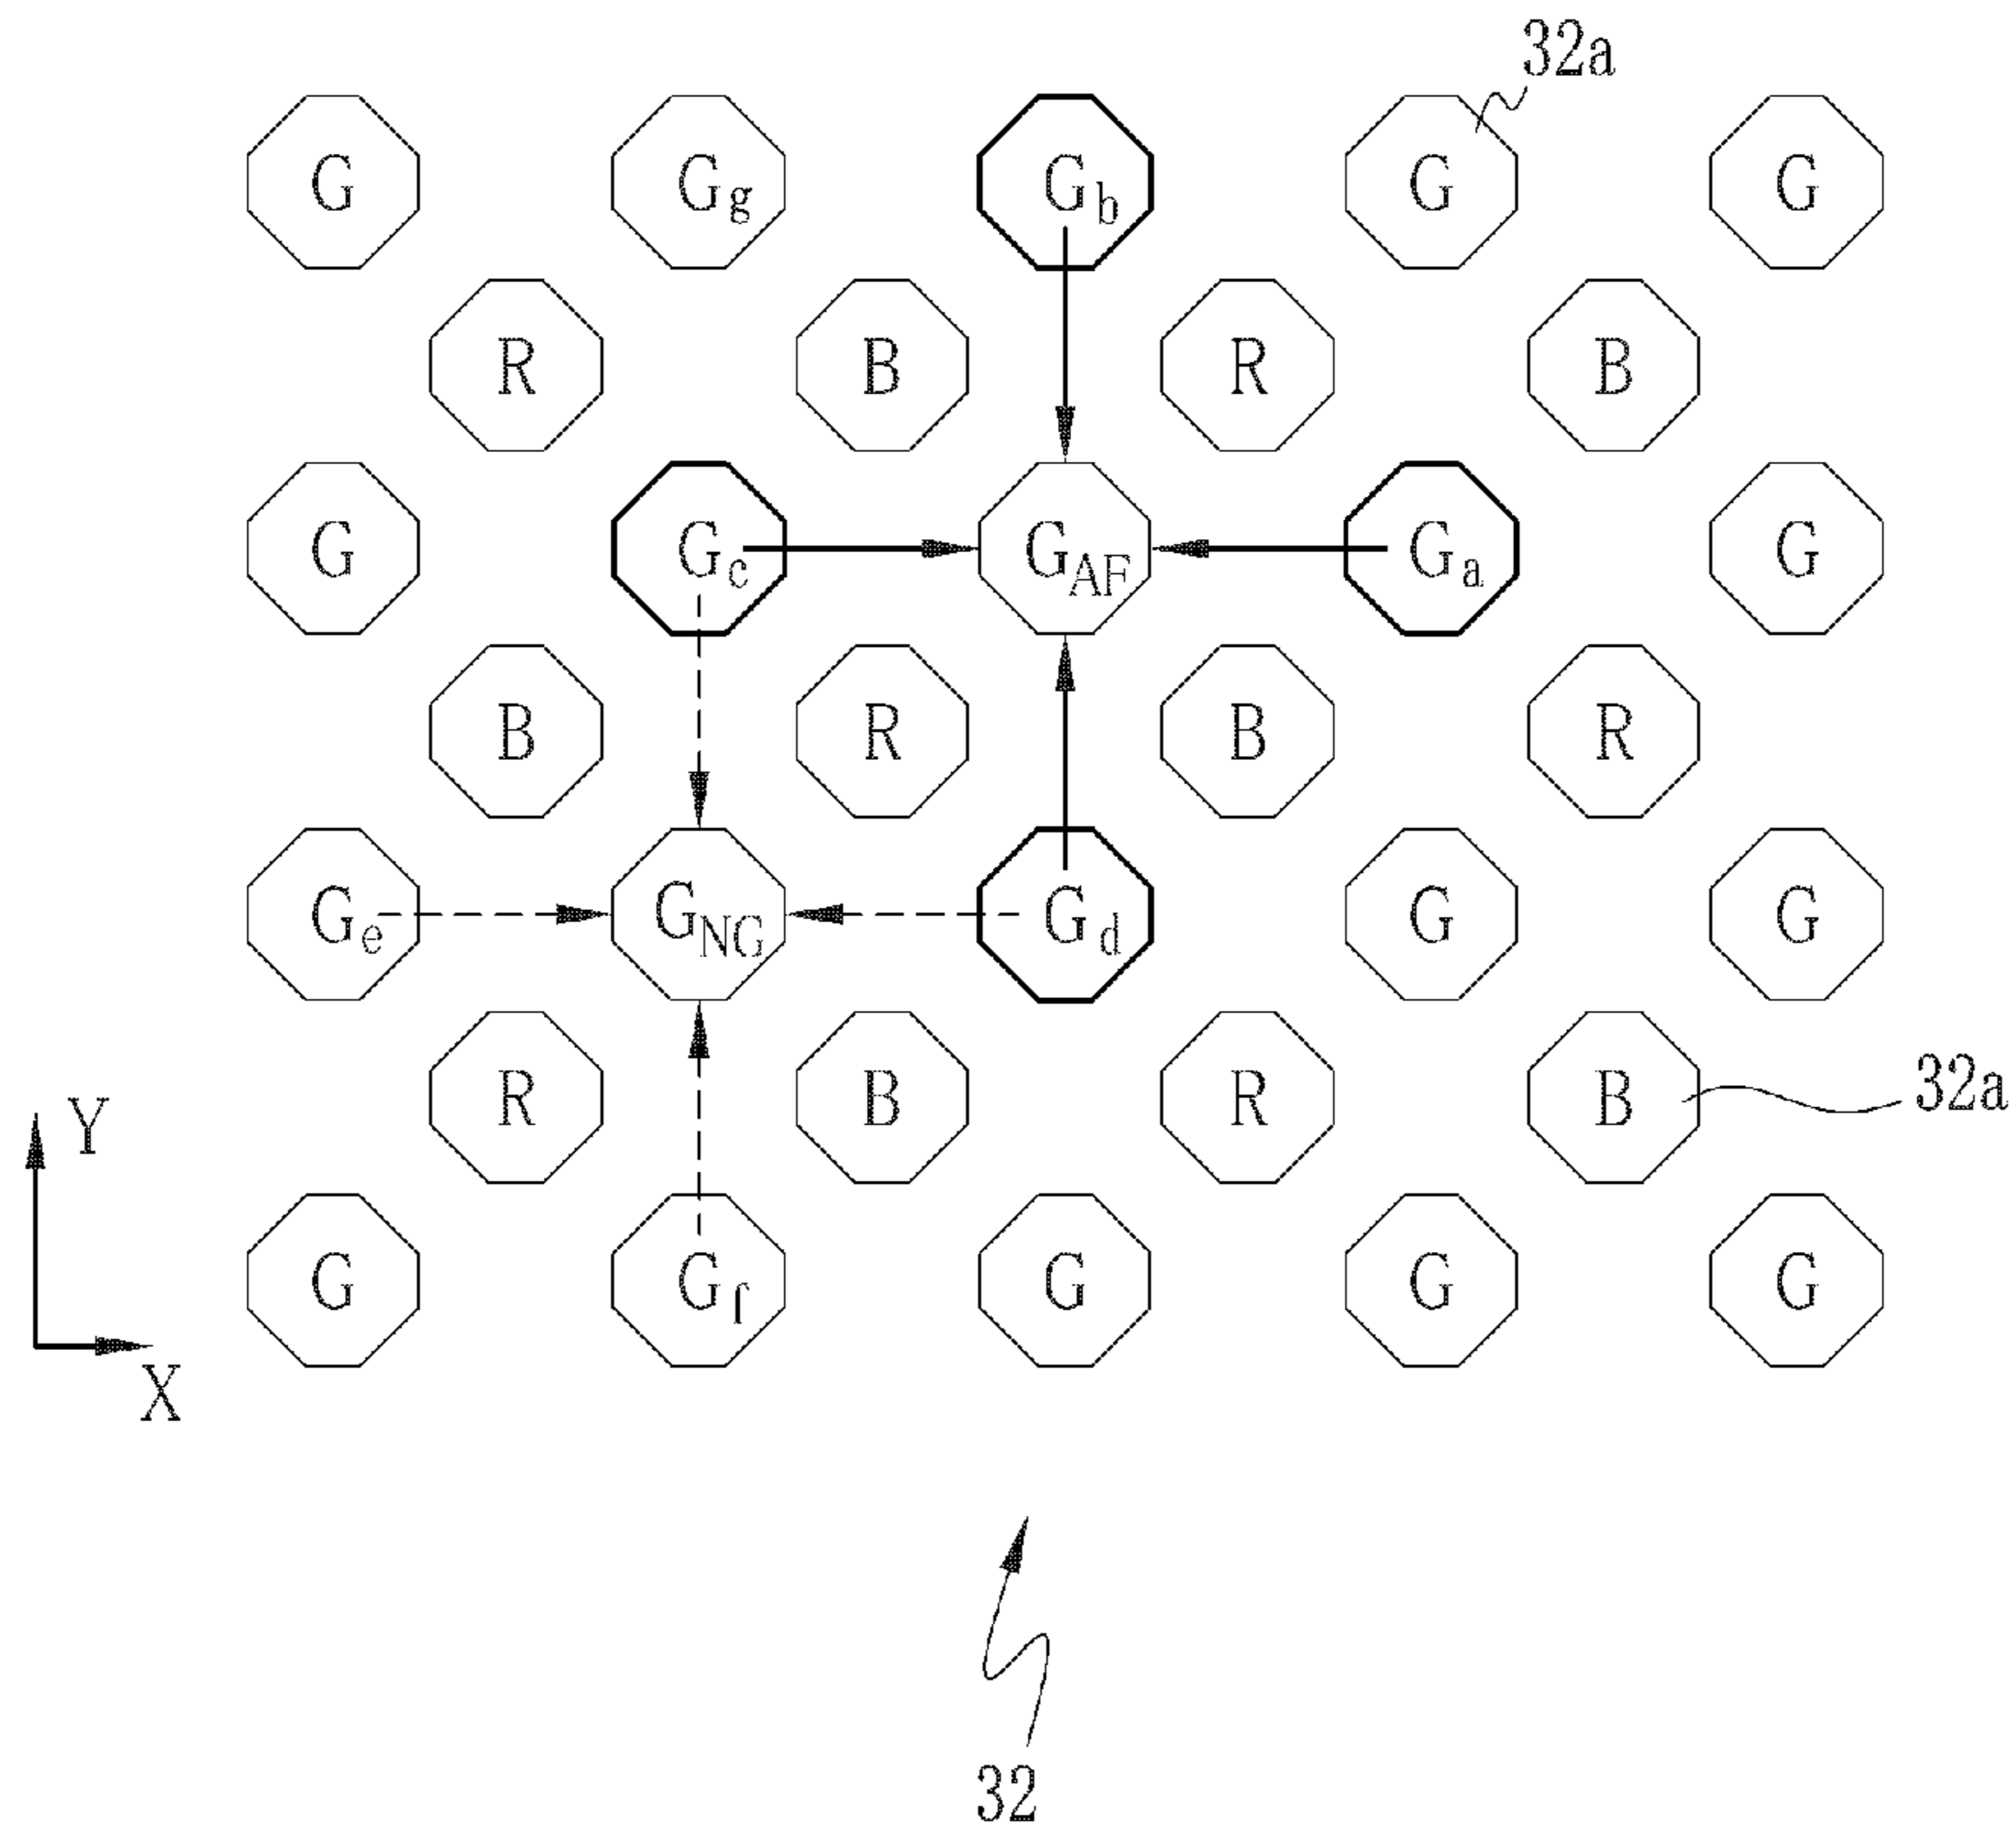 32a
G Gg Gb G G
R B R B
G Gc GAF Ga G
B R B R
Ge GNG Gd G G
R B R B
32a
Y
G Gf G G G
X
32